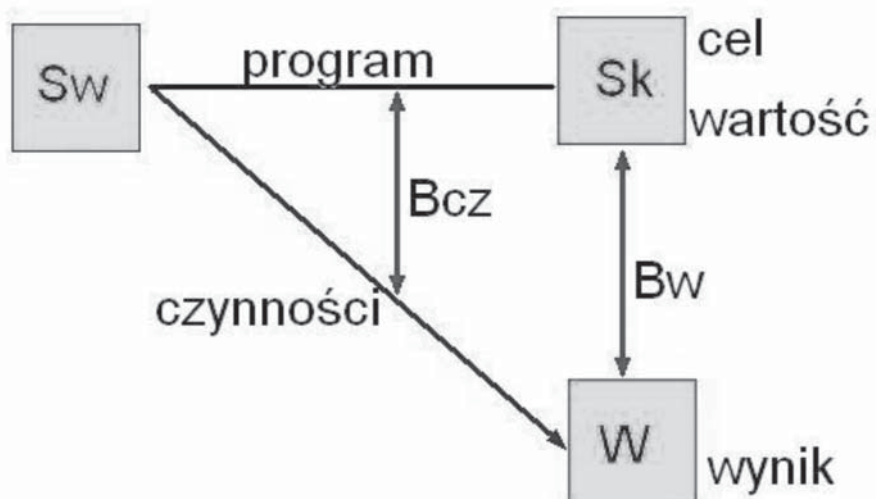 Sw
program
Sk
cel
wartość
Bcz
Bw
czynności
W
wynik